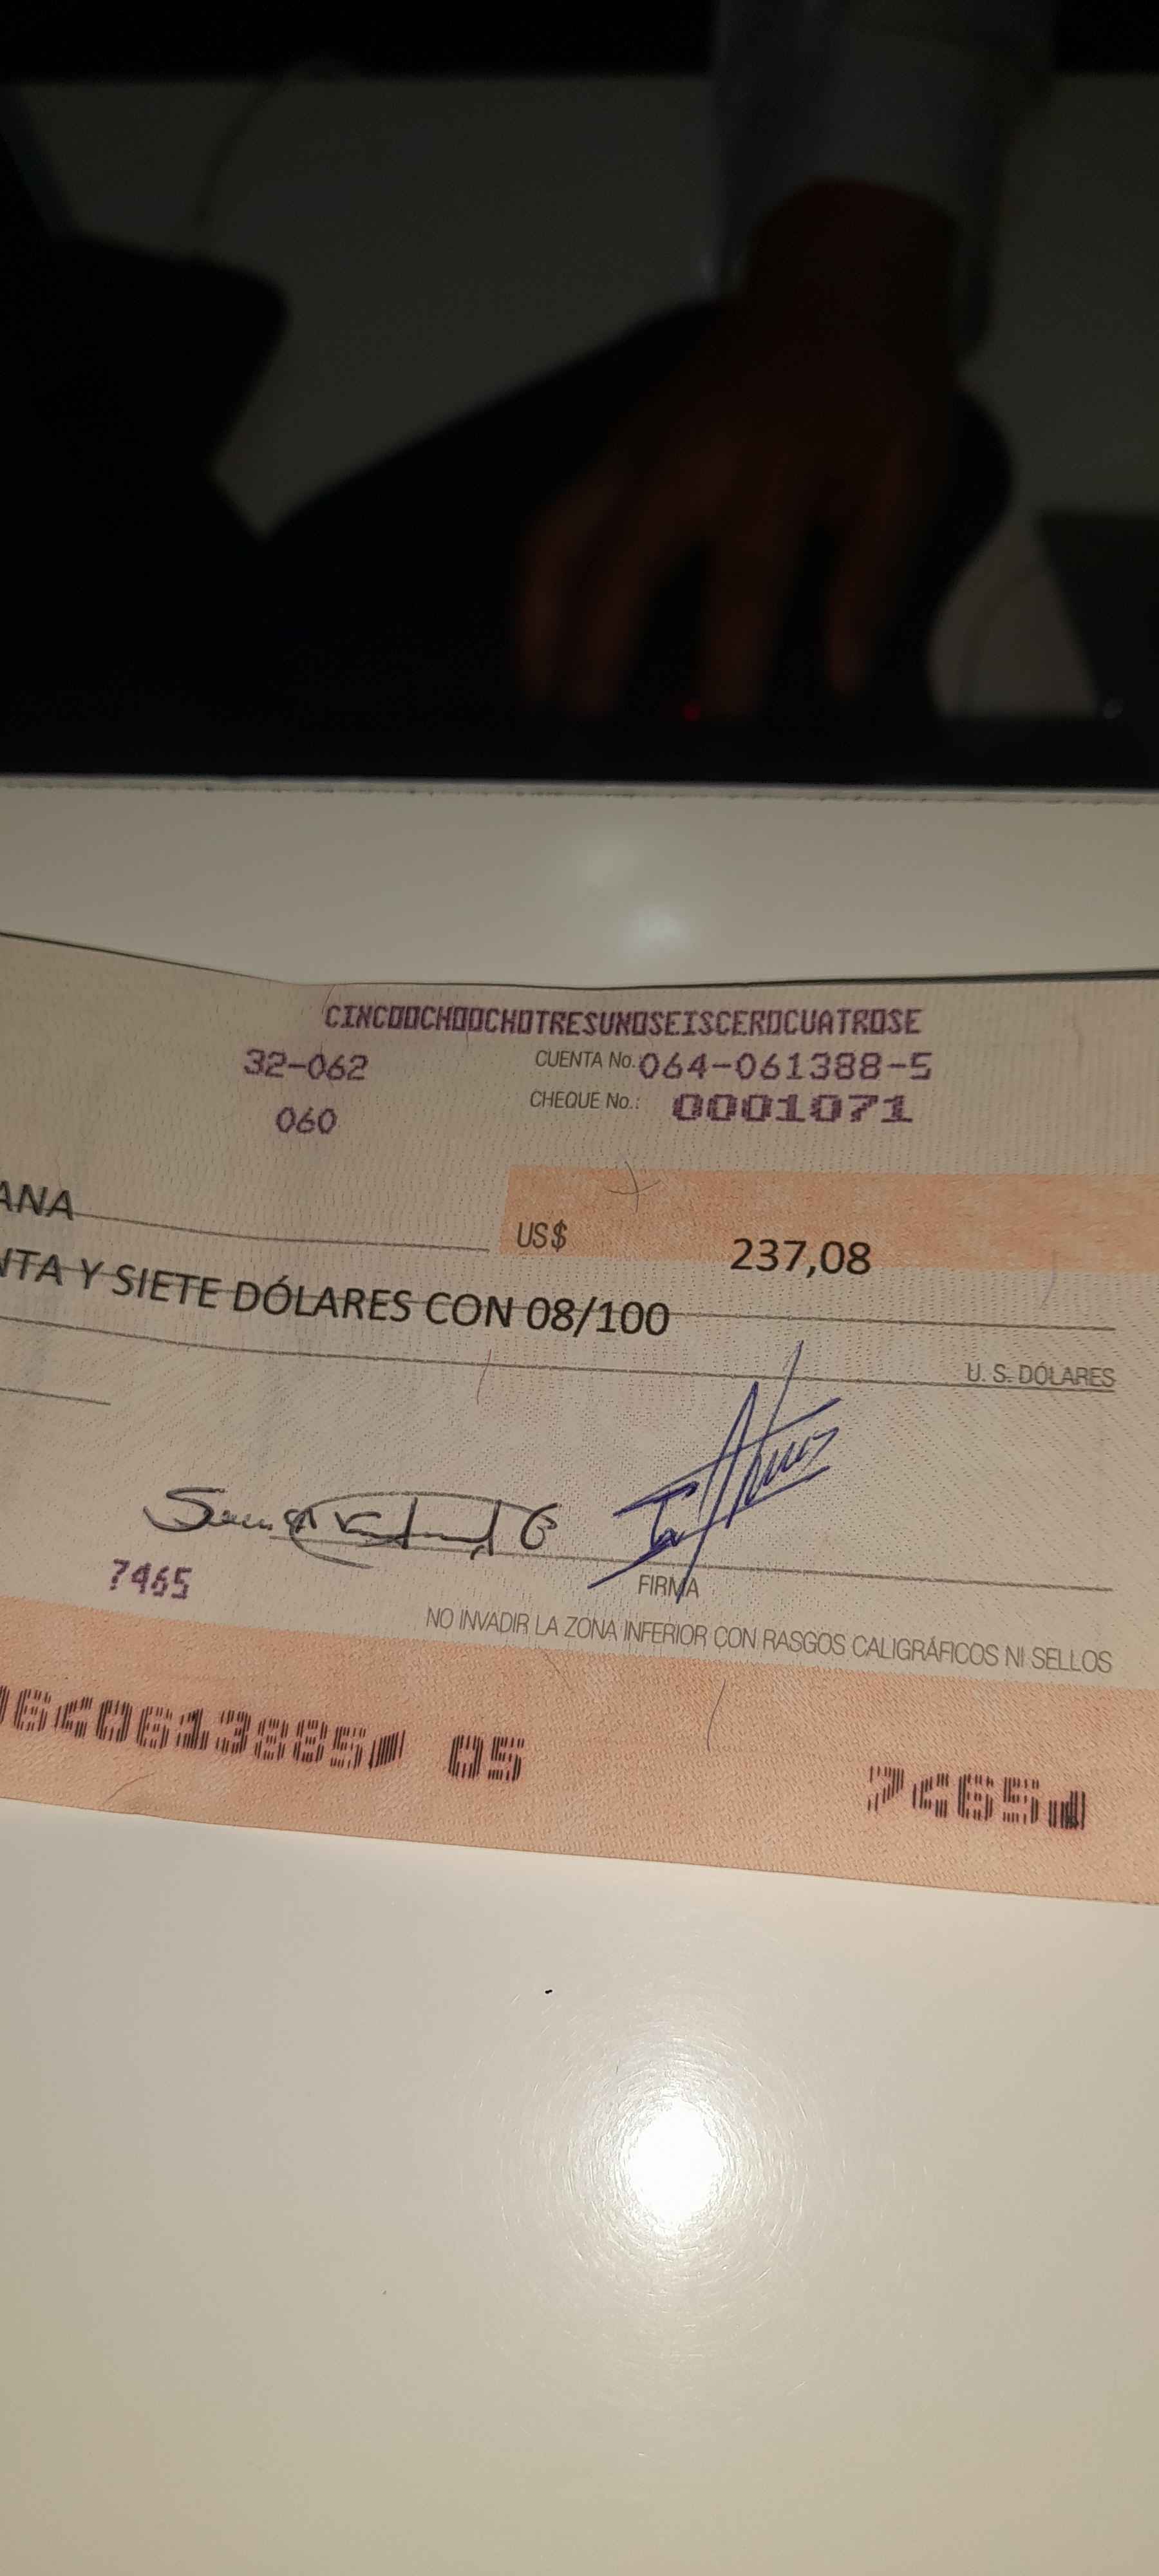 CINCOOCHOOCHOTRESUNOSEISCEROCUATROSE
32-062 CUENTA No. 064-061388-5
060 CHEQUE No.: 0001071
ANA US$ 237,08
NTA Y SIETE DÓLARES CON 08/100
U. S. DÓLARES
7465 FIRMA
NO INVADIR LA ZONA INFERIOR CON RASGOS CALIGRÁFICOS NI SELLOS
0640613885⑈ 05 7465⑈